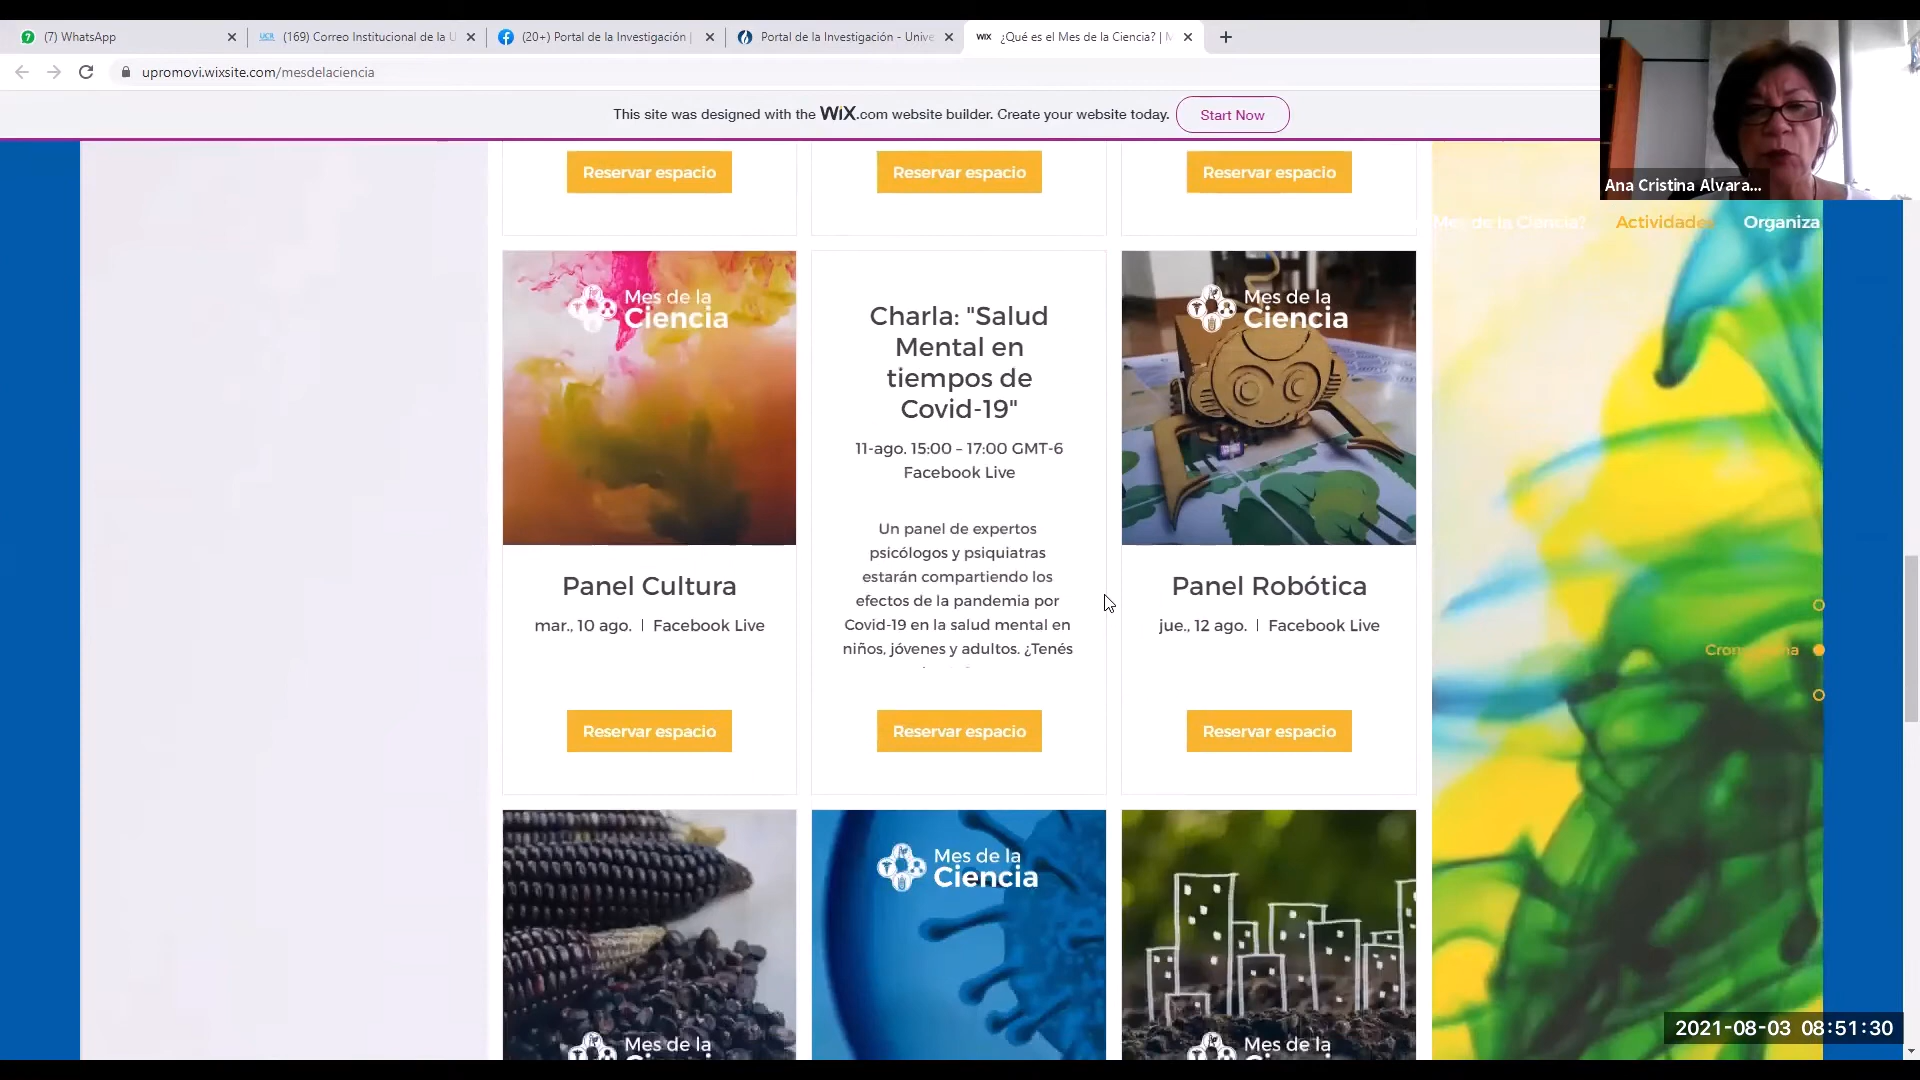 (7) WhatsApp
(169) Correo Institucional de la U
(20+) Portal de la Investigación |
Portal de la Investigación - Unive
WIX ¿Qué es el Mes de la Ciencia? | M
upromovi.wixsite.com/mesdelaciencia
This site was designed with the WiX.com website builder. Create your website today.
Start Now
Ana Cristina Alvara...
Reservar espacio
Reservar espacio
Reservar espacio
Mes de la Ciencia?
Actividades
Organiza
Mes de la
Ciencia
Panel Cultura
mar., 10 ago. | Facebook Live
Reservar espacio
Charla: "Salud
Mental en
tiempos de
Covid-19"
11-ago. 15:00 – 17:00 GMT-6
Facebook Live
Un panel de expertos
psicólogos y psiquiatras
estarán compartiendo los
efectos de la pandemia por
Covid-19 en la salud mental en
niños, jóvenes y adultos. ¿Tenés
Reservar espacio
Mes de la
Ciencia
Panel Robótica
jue., 12 ago. | Facebook Live
Reservar espacio
Mes de la
Mes de la
Ciencia
Mes de la
2021-08-03 08:51:30